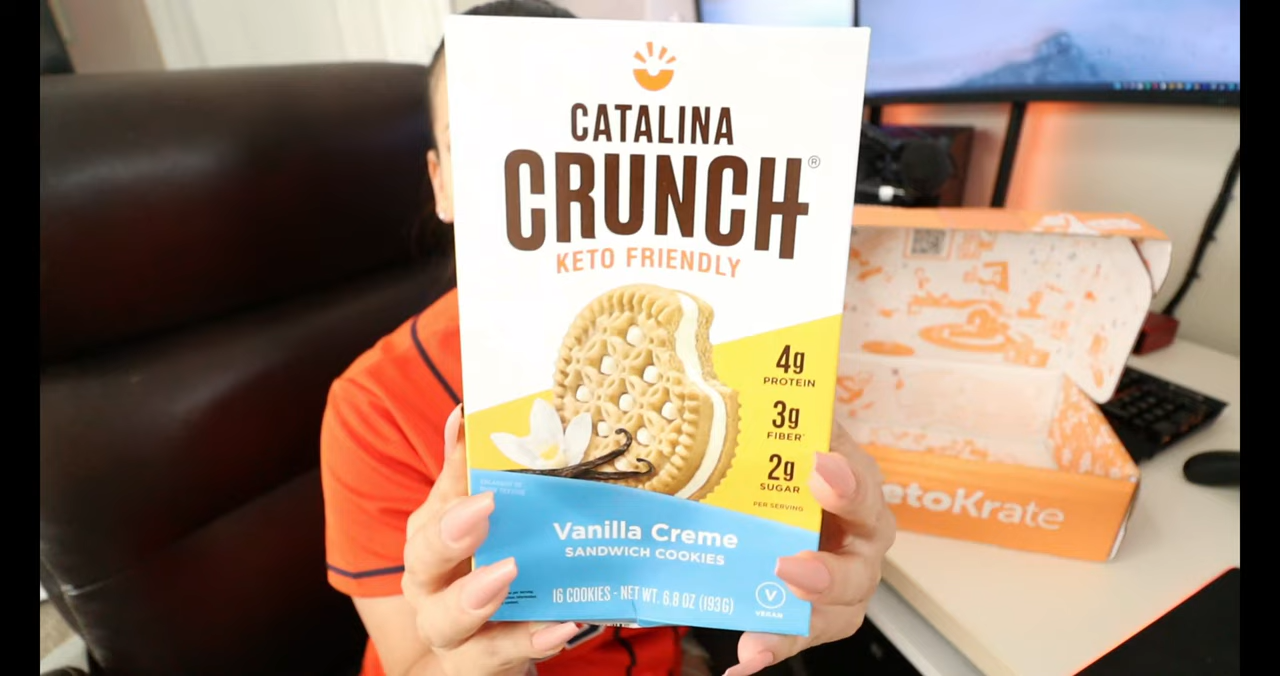 CATALINA
CRUNCH®
KETO FRIENDLY
4g
PROTEIN
3g
FIBER*
2g
SUGAR
PER SERVING
Vanilla Creme
SANDWICH COOKIES
16 COOKIES - NET WT. 6.8 OZ (193G)
V
VEGAN
etoKrate